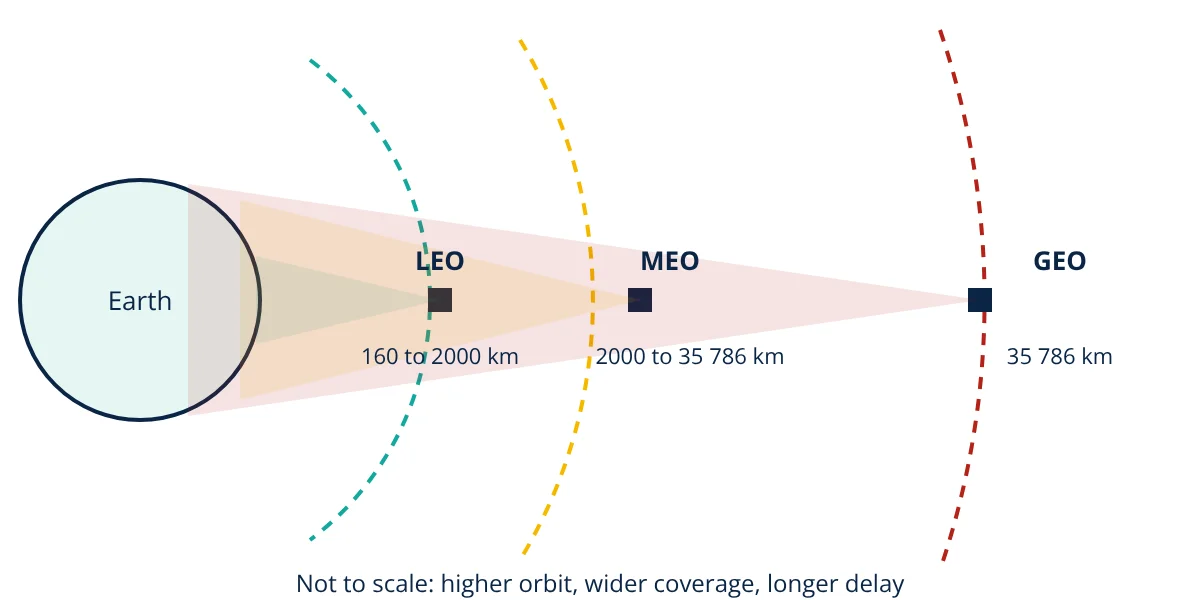 LEO
MEO
GEO
Earth
160 to 2000 km
2000 to 35 786 km
35 786 km
Not to scale: higher orbit, wider coverage, longer delay